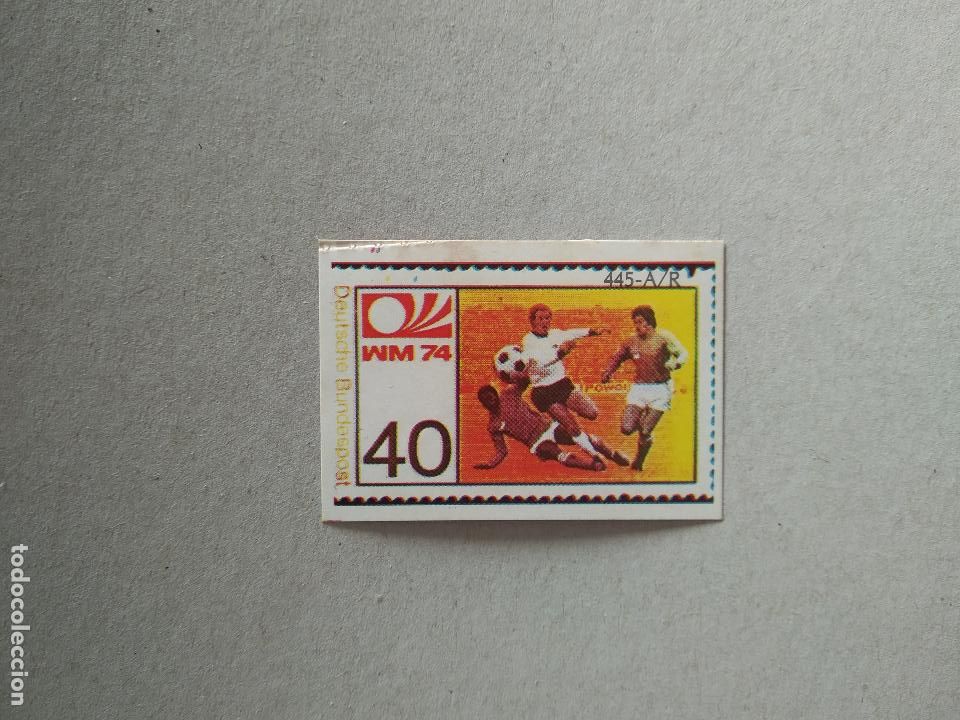 445-A/R
Deutsche Bundespost
WM 74
40
todocoleccion